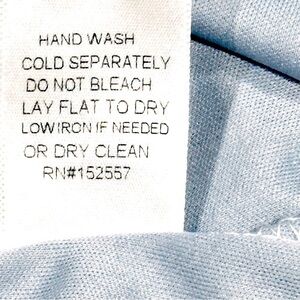 HAND WASH
COLD SEPARATELY
DO NOT BLEACH
LAY FLAT TO DRY
LOW IRON IF NEEDED
OR DRY CLEAN
RN#152557